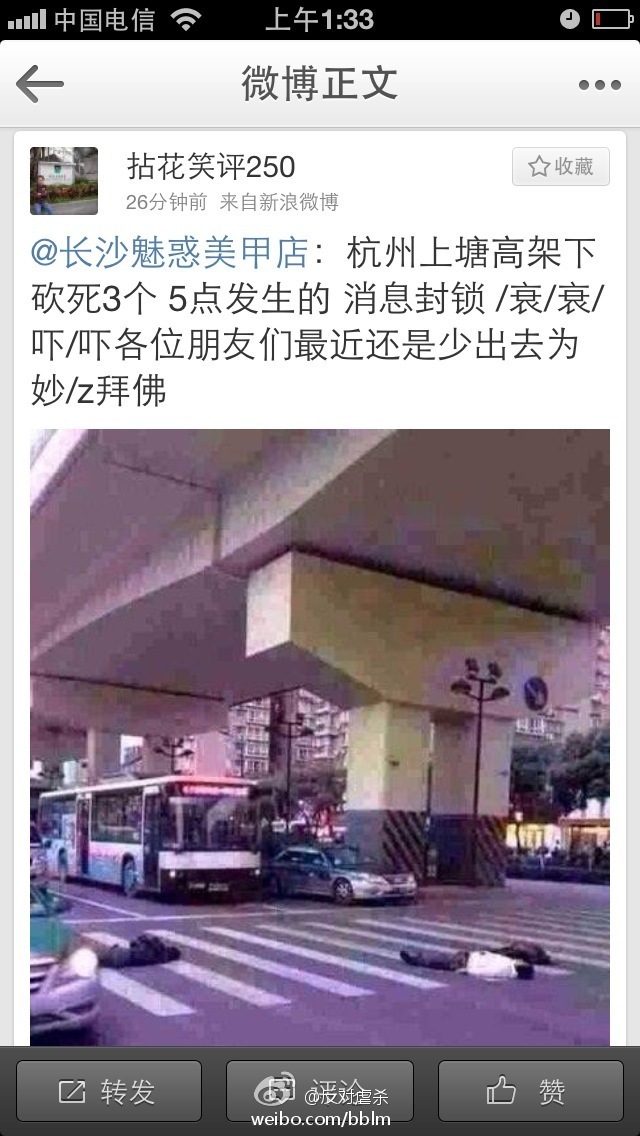 中国电信 上午1:33
微博正文
拈花笑评250
收藏
26分钟前 来自新浪微博
@长沙魅惑美甲店：杭州上塘高架下
砍死3个 5点发生的 消息封锁 /衰/衰/
吓/吓各位朋友们最近还是少出去为
妙/z拜佛
转发 评论 赞
@反对虐杀
weibo.com/bblm